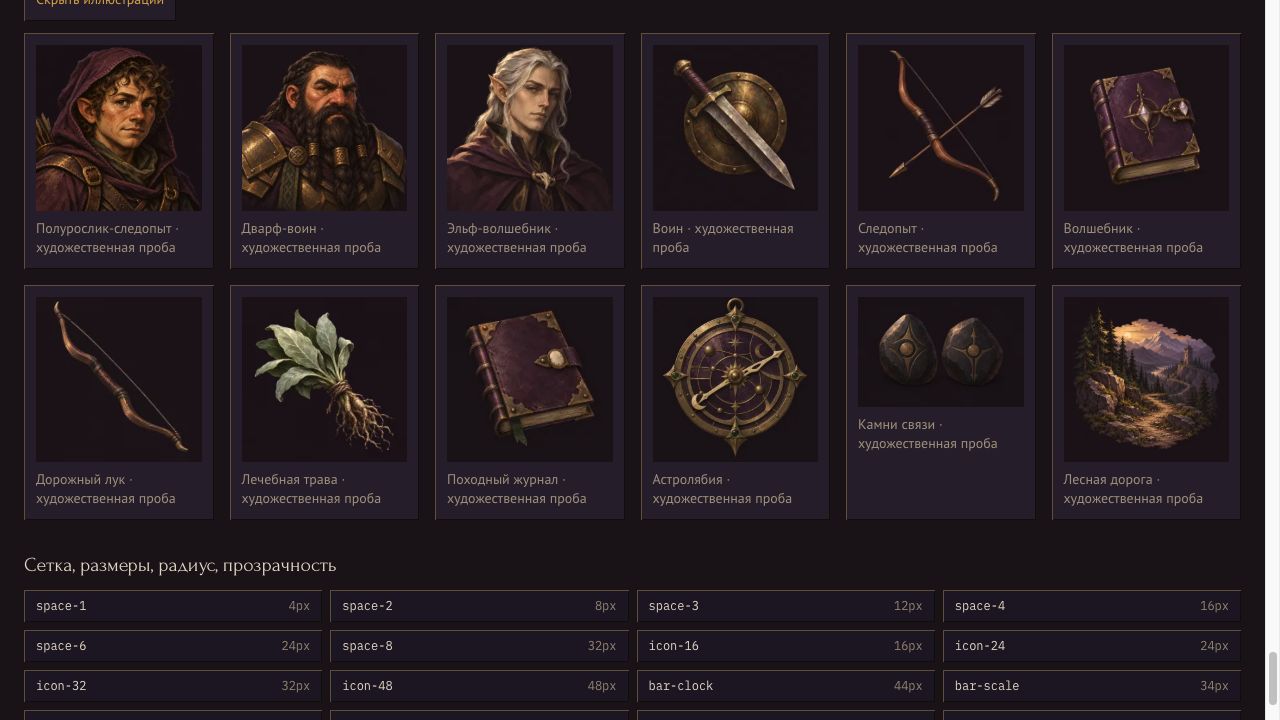 Скрыть иллюстрации
Полурослик-следопыт ·
художественная проба
Дварф-воин ·
художественная проба
Эльф-волшебник ·
художественная проба
Воин · художественная
проба
Следопыт ·
художественная проба
Волшебник ·
художественная проба
Дорожный лук ·
художественная проба
Лечебная трава ·
художественная проба
Походный журнал ·
художественная проба
Астролябия ·
художественная проба
Камни связи ·
художественная проба
Лесная дорога ·
художественная проба
Сетка, размеры, радиус, прозрачность
space-1 4px
space-2 8px
space-3 12px
space-4 16px
space-6 24px
space-8 32px
icon-16 16px
icon-24 24px
icon-32 32px
icon-48 48px
bar-clock 44px
bar-scale 34px